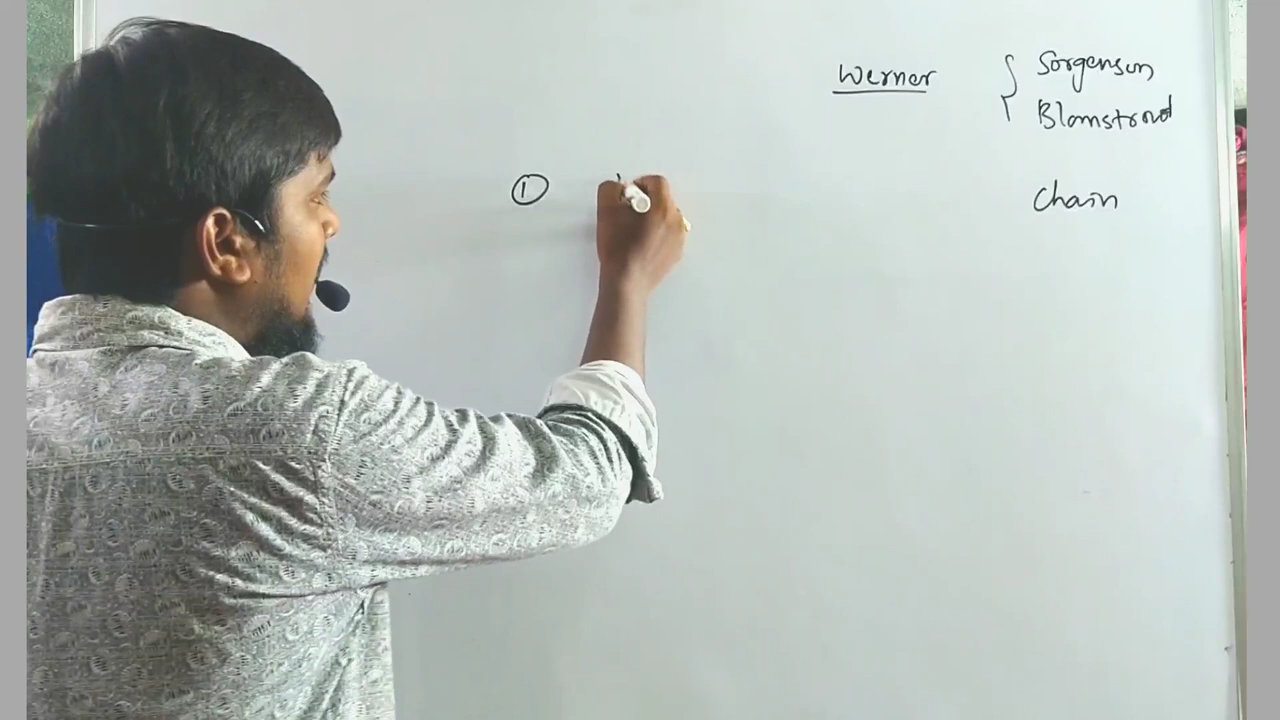 Werner { Sorgenson
Blomstrand
Chain
①